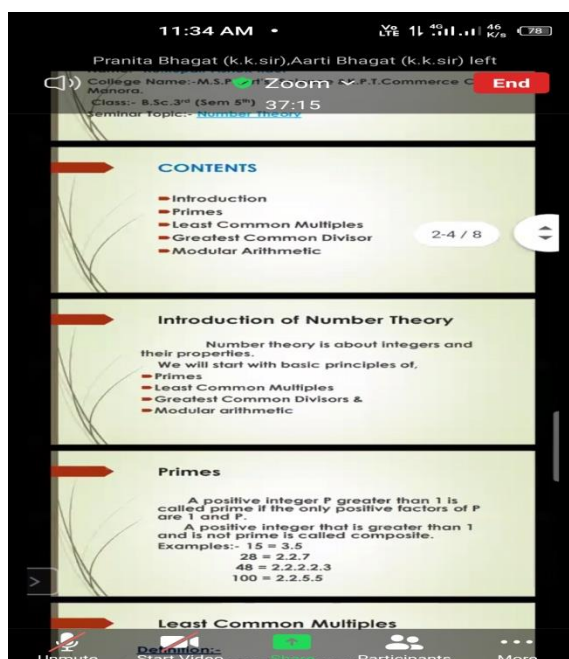 11:34 AM •
Vo LTE 4G 46 K/s 78
Pranita Bhagat (k.k.sir),Aarti Bhagat (k.k.sir) left
College Name:-M.S.P
Zoom
P.T.Commerce C
End
Manora.
Class:- B.Sc.3rd (Sem 5th)
37:15
Seminar Topic:- Number Theory
CONTENTS
Introduction
Primes
Least Common Multiples
Greatest Common Divisor
2-4 / 8
Modular Arithmetic
Introduction of Number Theory
Number theory is about integers and
their properties.
We will start with basic principles of,
Primes
Least Common Multiples
Greatest Common Divisors &
Modular arithmetic
Primes
A positive integer P greater than 1 is
called prime if the only positive factors of P
are 1 and P.
A positive integer that is greater than 1
and is not prime is called composite.
Examples:- 15 = 3.5
28 = 2.2.7
48 = 2.2.2.2.3
100 = 2.2.5.5
>
Least Common Multiples
Definition:-
Unmute Start Video Share Participants More